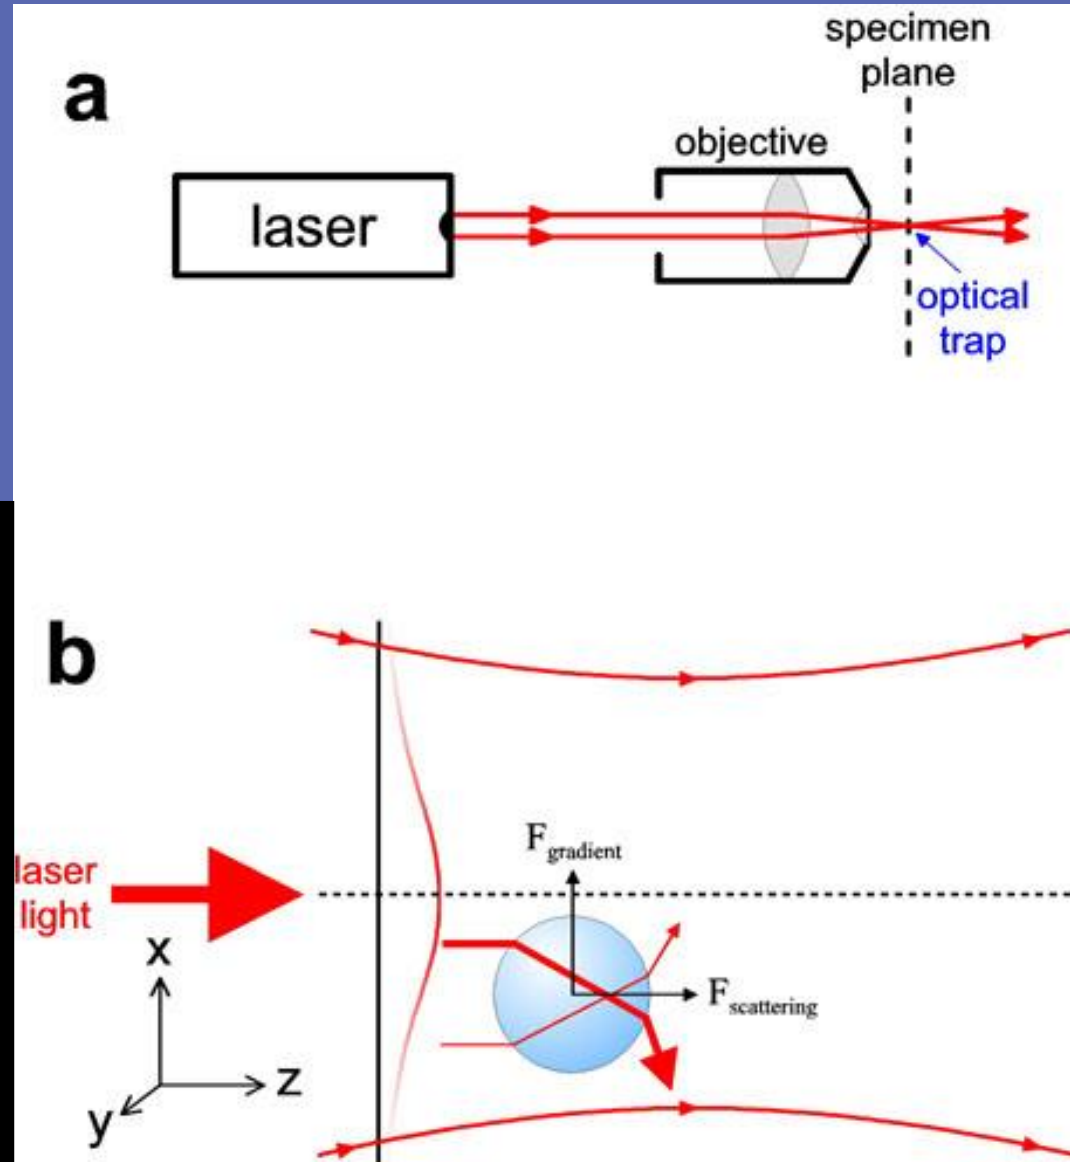 a
laser
objective
specimen
plane
optical
trap
b
laser
light
x
y
z
F gradient
F scattering